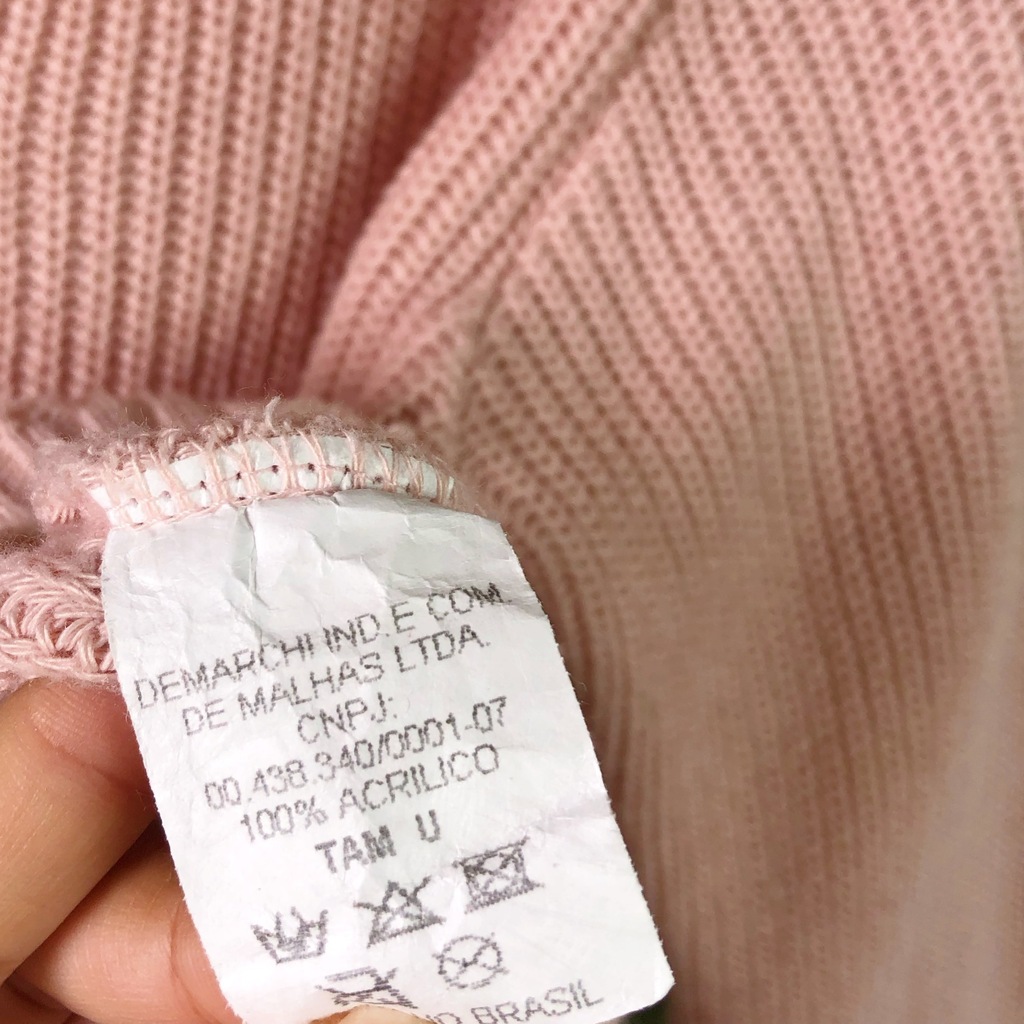 DEMARCHI IND. E COM
DE MALHAS LTDA.
CNPJ:
00.438.340/0001-07
100% ACRILICO
TAM U
BRASIL